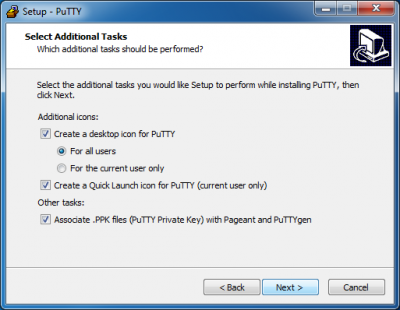 Setup - PuTTY
Select Additional Tasks
Which additional tasks should be performed?
Select the additional tasks you would like Setup to perform while installing PuTTY, then
click Next.
Additional icons:
Create a desktop icon for PuTTY
For all users
For the current user only
Create a Quick Launch icon for PuTTY (current user only)
Other tasks:
Associate .PPK files (PuTTY Private Key) with Pageant and PuTTYgen
< Back
Next >
Cancel